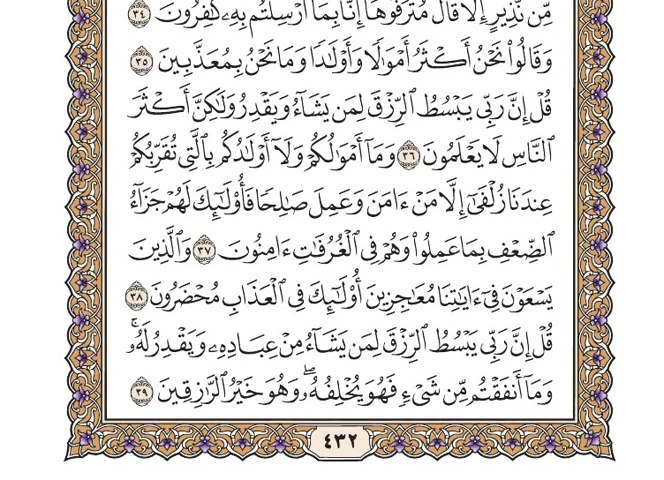 مِّن نَّذِيرٍ إِلَّا قَالَ مُتْرَفُوهَآ إِنَّا بِمَآ أُرْسِلْتُم بِهِۦ كَٰفِرُونَ ٣٤
وَقَالُوا۟ نَحْنُ أَكْثَرُ أَمْوَٰلًا وَأَوْلَٰدًا وَمَا نَحْنُ بِمُعَذَّبِينَ ٣٥
قُلْ إِنَّ رَبِّى يَبْسُطُ ٱلرِّزْقَ لِمَن يَشَآءُ وَيَقْدِرُ وَلَٰكِنَّ أَكْثَرَ
ٱلنَّاسِ لَا يَعْلَمُونَ ٣٦ وَمَآ أَمْوَٰلُكُمْ وَلَآ أَوْلَٰدُكُم بِٱلَّتِى تُقَرِّبُكُمْ
عِندَنَا زُلْفَىٰٓ إِلَّا مَنْ ءَامَنَ وَعَمِلَ صَٰلِحًا فَأُو۟لَٰٓئِكَ لَهُمْ جَزَآءُ
ٱلضِّعْفِ بِمَا عَمِلُوا۟ وَهُمْ فِى ٱلْغُرُفَٰتِ ءَامِنُونَ ٣٧ وَٱلَّذِينَ
يَسْعَوْنَ فِىٓ ءَايَٰتِنَا مُعَٰجِزِينَ أُو۟لَٰٓئِكَ فِى ٱلْعَذَابِ مُحْضَرُونَ ٣٨
قُلْ إِنَّ رَبِّى يَبْسُطُ ٱلرِّزْقَ لِمَن يَشَآءُ مِنْ عِبَادِهِۦ وَيَقْدِرُ لَهُۥۚ
وَمَآ أَنفَقْتُم مِّن شَىْءٍ فَهُوَ يُخْلِفُهُۥۖ وَهُوَ خَيْرُ ٱلرَّٰزِقِينَ ٣٩
٤٣٢